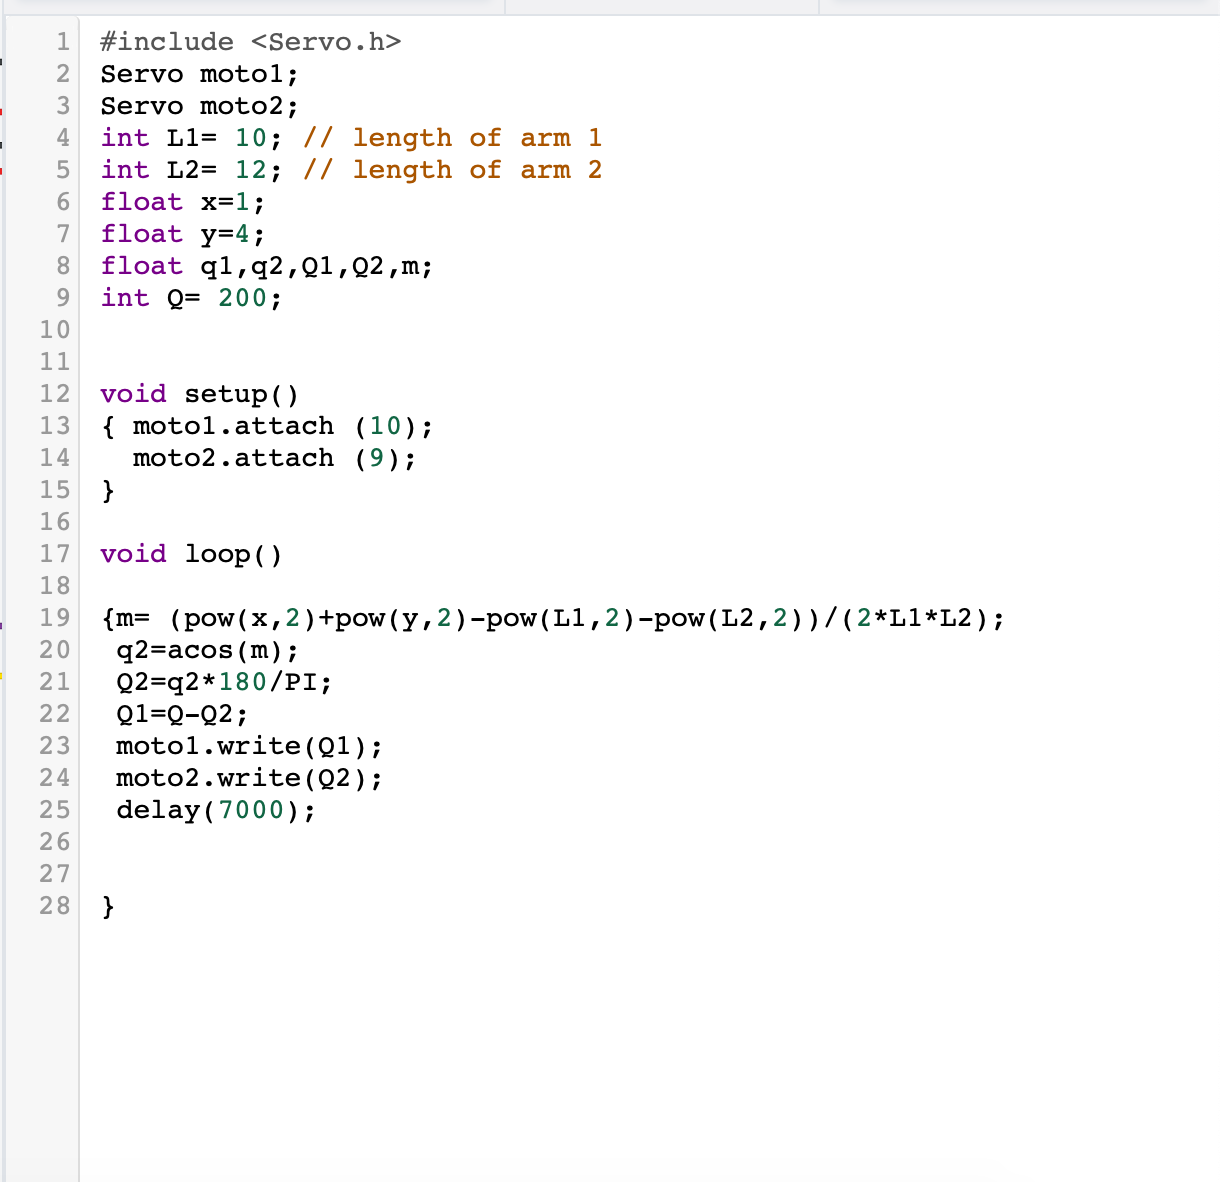 1 #include <Servo.h>
2 Servo moto1;
3 Servo moto2;
4 int L1= 10; // length of arm 1
5 int L2= 12; // length of arm 2
6 float x=1;
7 float y=4;
8 float q1,q2,Q1,Q2,m;
9 int Q= 200;
10
11
12 void setup()
13 { moto1.attach (10);
14   moto2.attach (9);
15 }
16
17 void loop()
18
19 {m= (pow(x,2)+pow(y,2)-pow(L1,2)-pow(L2,2))/(2*L1*L2);
20  q2=acos(m);
21  Q2=q2*180/PI;
22  Q1=Q-Q2;
23  moto1.write(Q1);
24  moto2.write(Q2);
25  delay(7000);
26
27
28 }